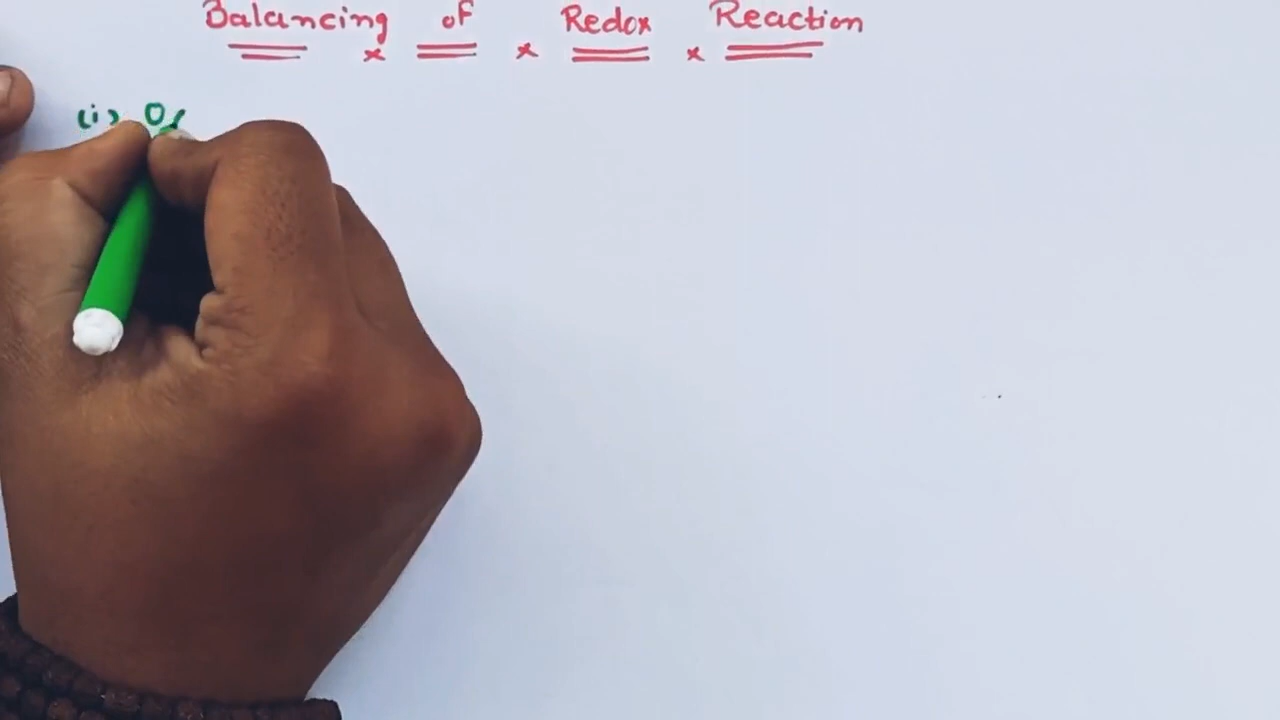 Balancing of Redox Reaction
(i) O